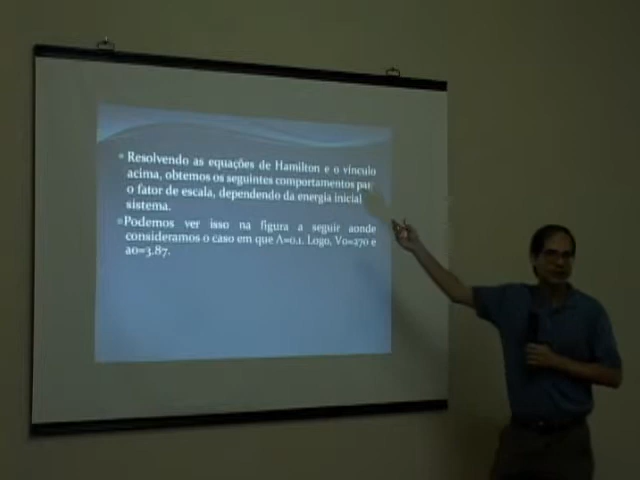 Resolvendo as equações de Hamilton e o vínculo
acima, obtemos os seguintes comportamentos par
o fator de escala, dependendo da energia inicial
sistema.
Podemos ver isso na figura a seguir aonde
consideramos o caso em que Λ=0.1. Logo, V0=270 e
a0=3.87.